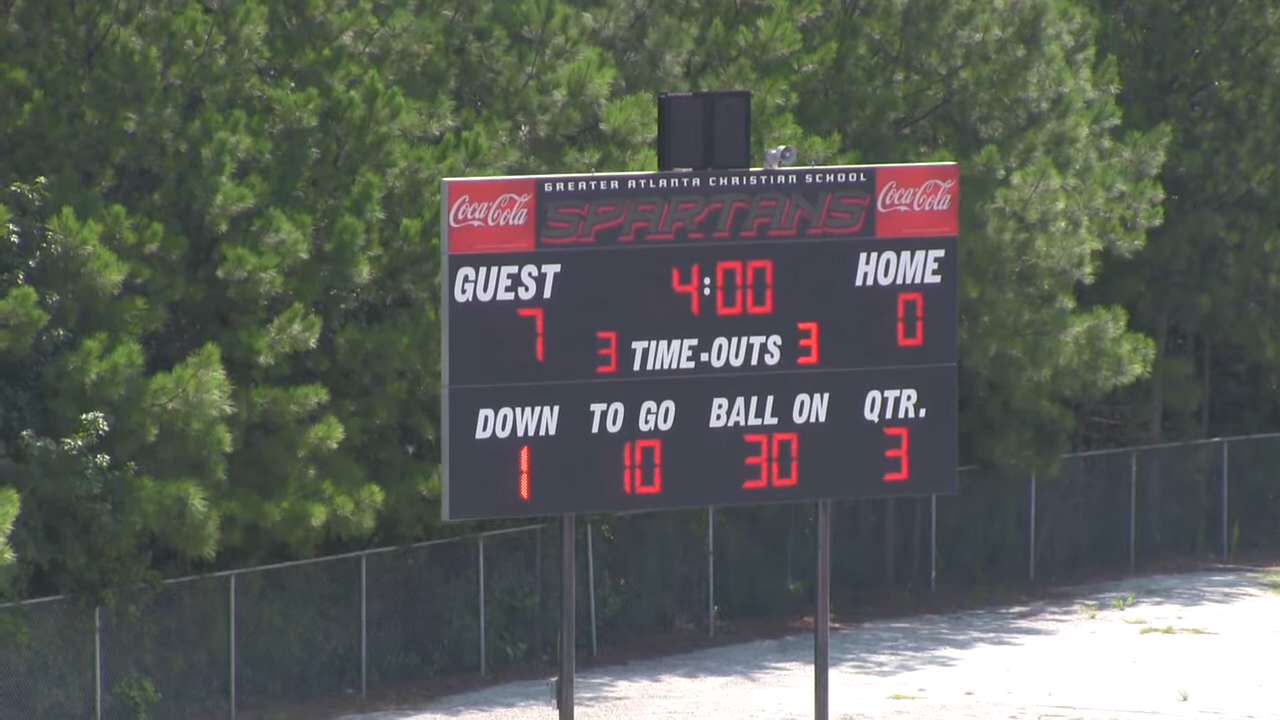 GREATER ATLANTA CHRISTIAN SCHOOL
Coca-Cola SPARTANS Coca-Cola
GUEST 4:00 HOME
7 3 TIME-OUTS 3 0
DOWN TO GO BALL ON QTR.
1 10 30 3